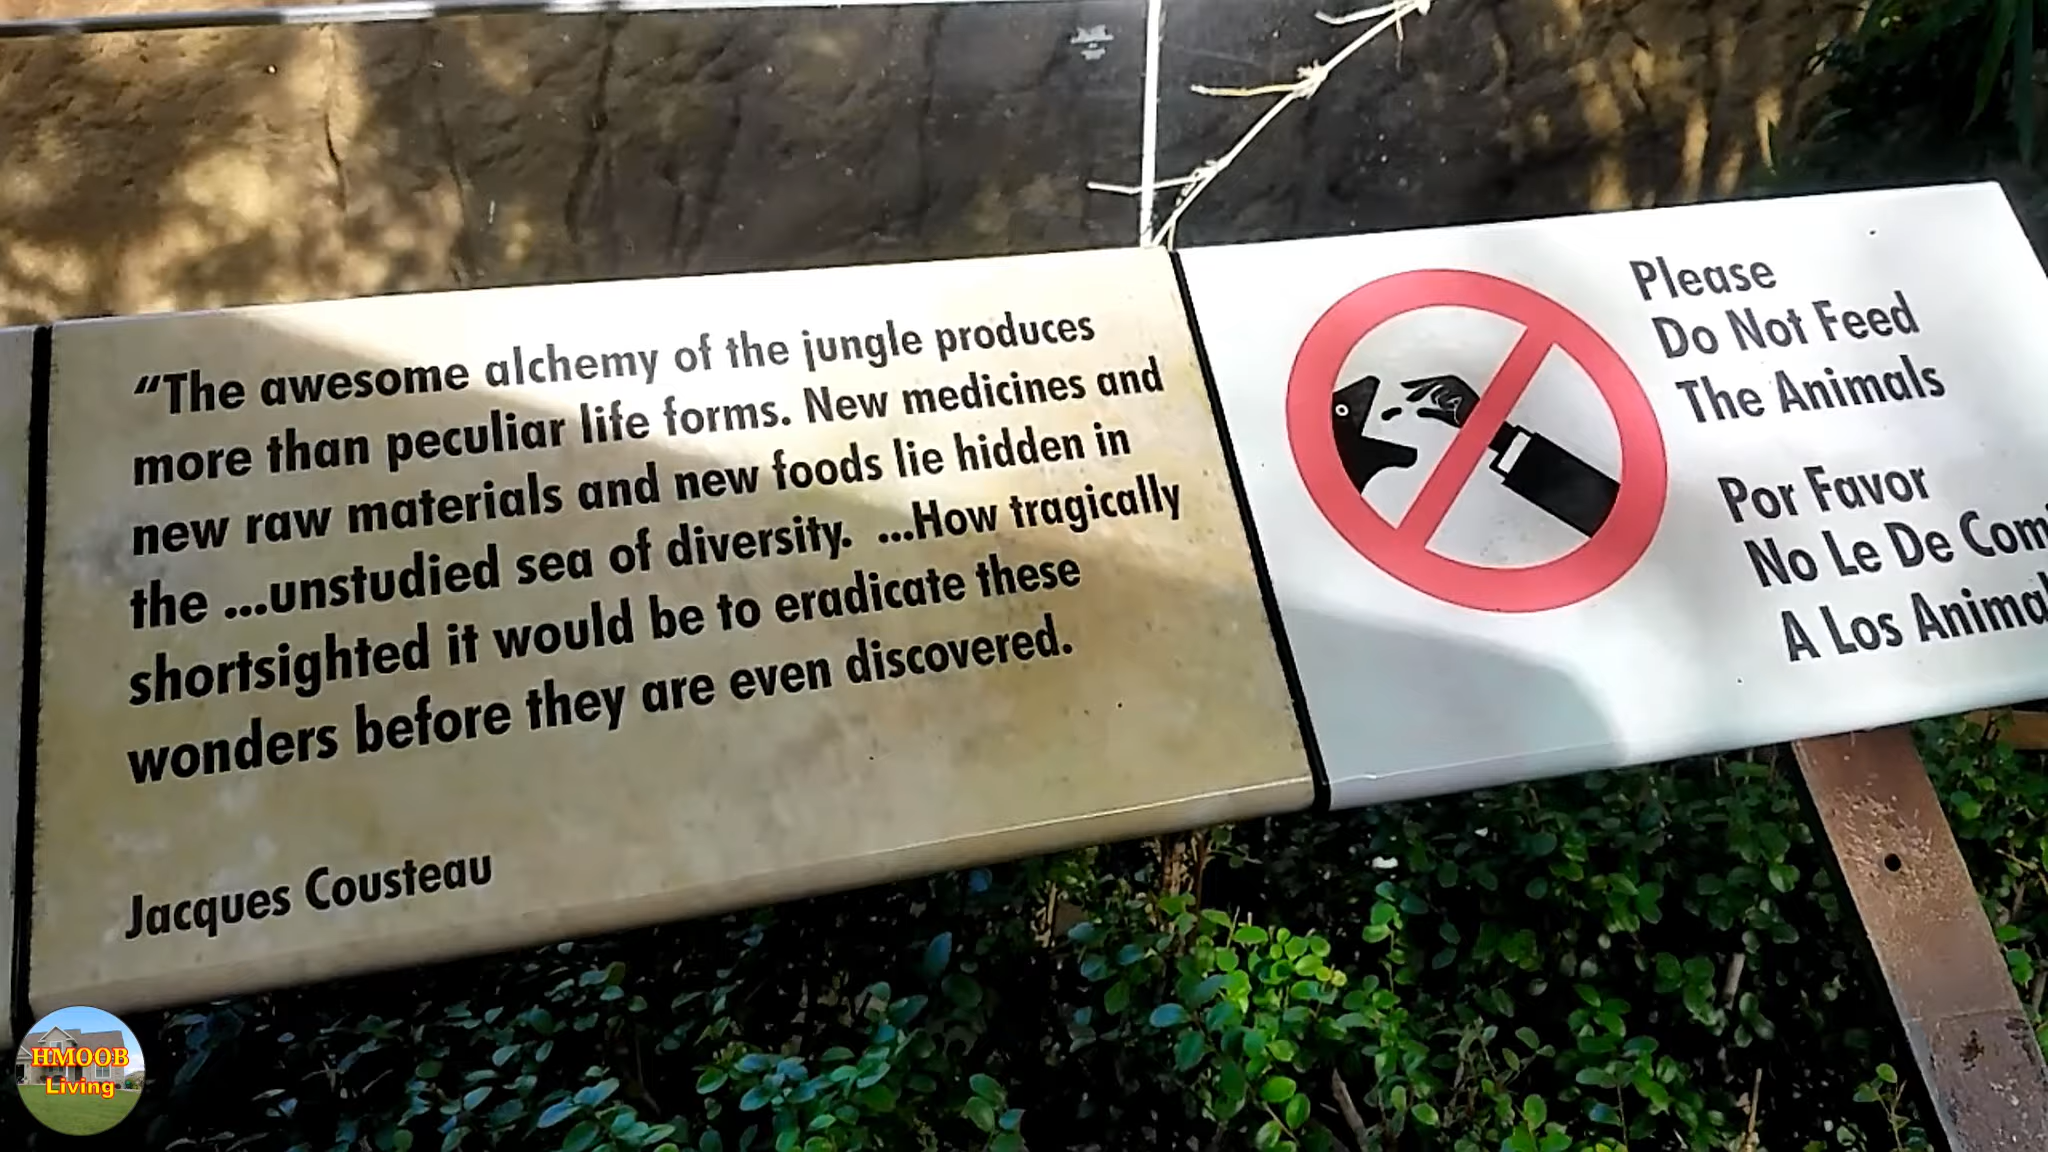 “The awesome alchemy of the jungle produces
more than peculiar life forms. New medicines and
new raw materials and new foods lie hidden in
the ...unstudied sea of diversity. ...How tragically
shortsighted it would be to eradicate these
wonders before they are even discovered.
Jacques Cousteau
Please
Do Not Feed
The Animals
Por Favor
No Le De
A Los
HMOOB
Living